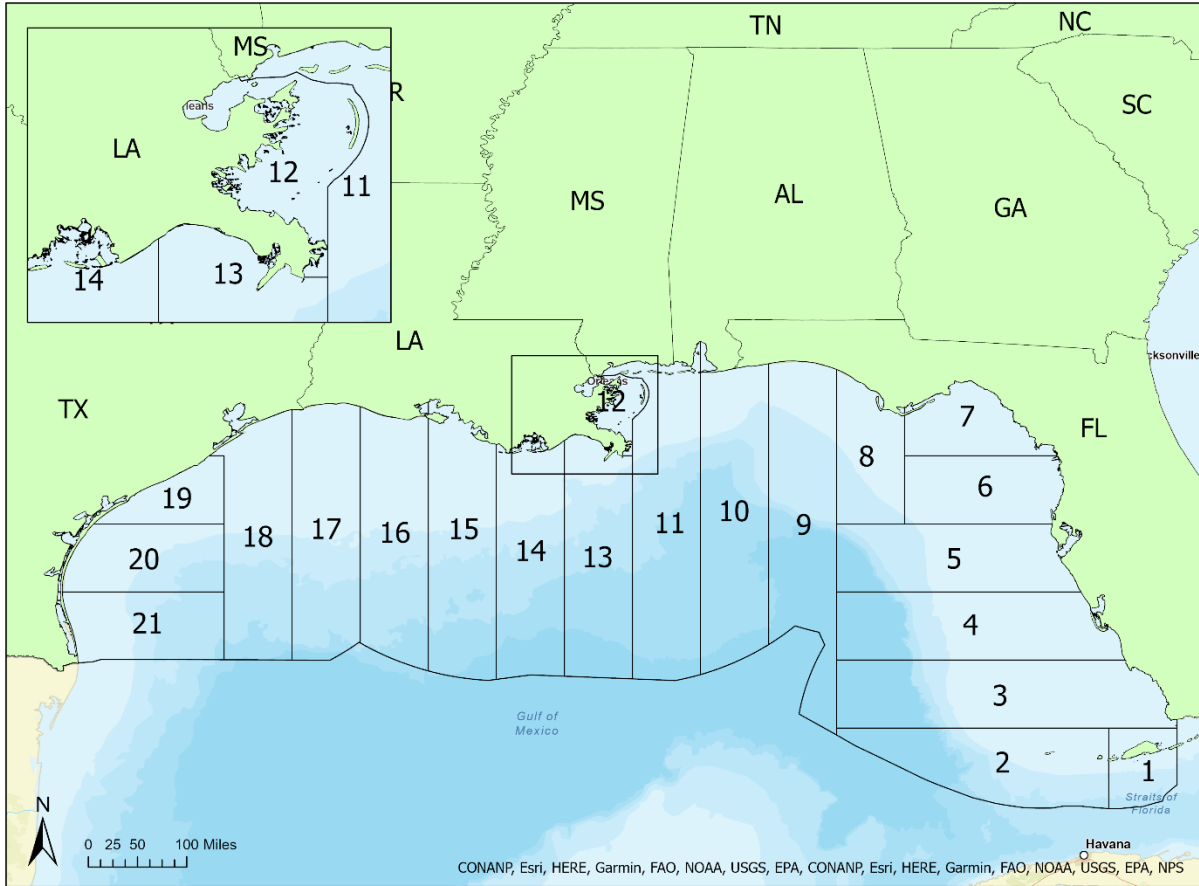 TN
NC
MS
R
SC
leans
LA
12
11
MS
AL
GA
14
13
LA
cksonville
TX
12
FL
7
8
6
19
18
17
16
15
14
13
11
10
9
5
20
21
4
3
Gulf of
Mexico
2
1
Straits of
Florida
N
0 25 50 100 Miles
Havana
CONANP, Esri, HERE, Garmin, FAO, NOAA, USGS, EPA, CONANP, Esri, HERE, Garmin, FAO, NOAA, USGS, EPA, NPS